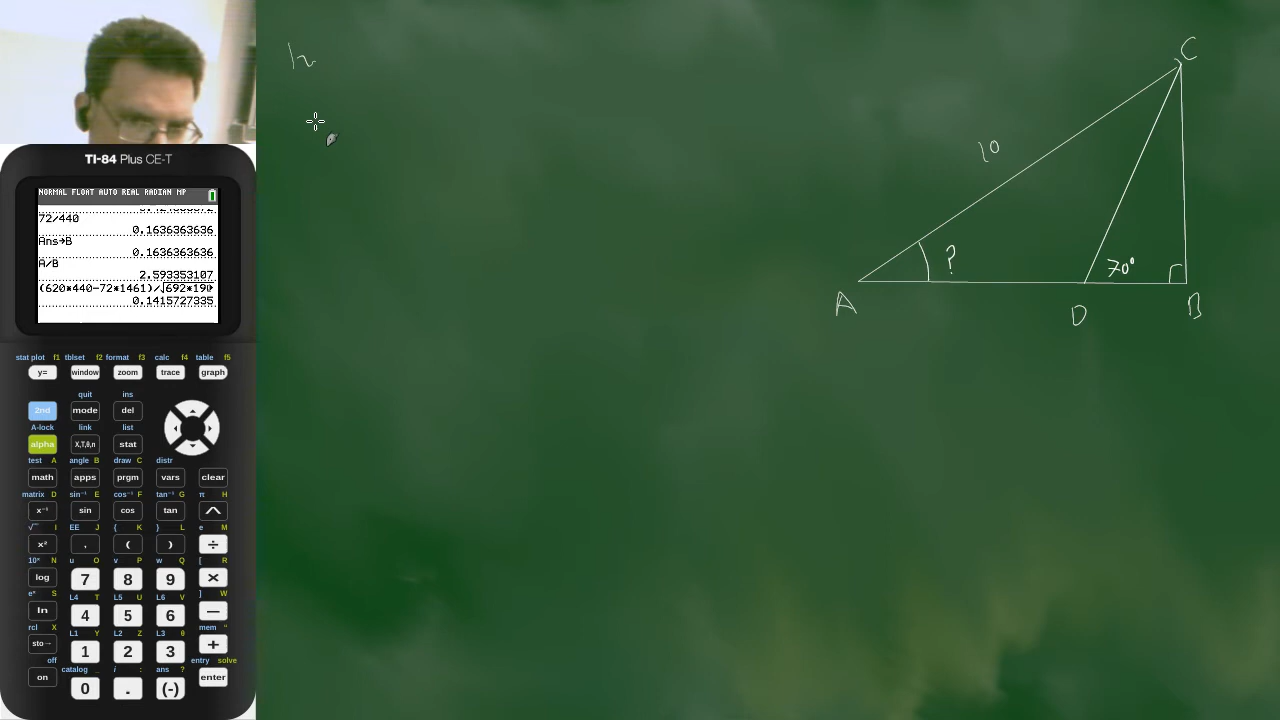 TI-84 Plus CE-T
NORMAL FLOAT AUTO REAL RADIAN MP
72/440
0.1636363636
Ans→B
0.1636363636
A/B
2.593353107
(620*440-72*1461)/√692*190
0.1415727335
stat plot f1 tblset f2 format f3 calc f4 table f5
y= window zoom trace graph
quit ins
2nd mode del
A-lock link list
alpha X,T,θ,n stat
test A angle B draw C distr
math apps prgm vars clear
matrix D sin⁻¹ E cos⁻¹ F tan⁻¹ G π H
x⁻¹ sin cos tan ^
√ I EE J { K } L e M
x² , ( ) ÷
10ˣ N u O v P w Q [ R
log 7 8 9 ×
eˣ S L4 T L5 U L6 V ] W
ln 4 5 6 —
rcl X L1 Y L2 Z L3 θ mem "
sto→ 1 2 3 +
off catalog _ i : ans ? entry solve
on 0 . (-) enter
C
10
?
70°
A
D
B